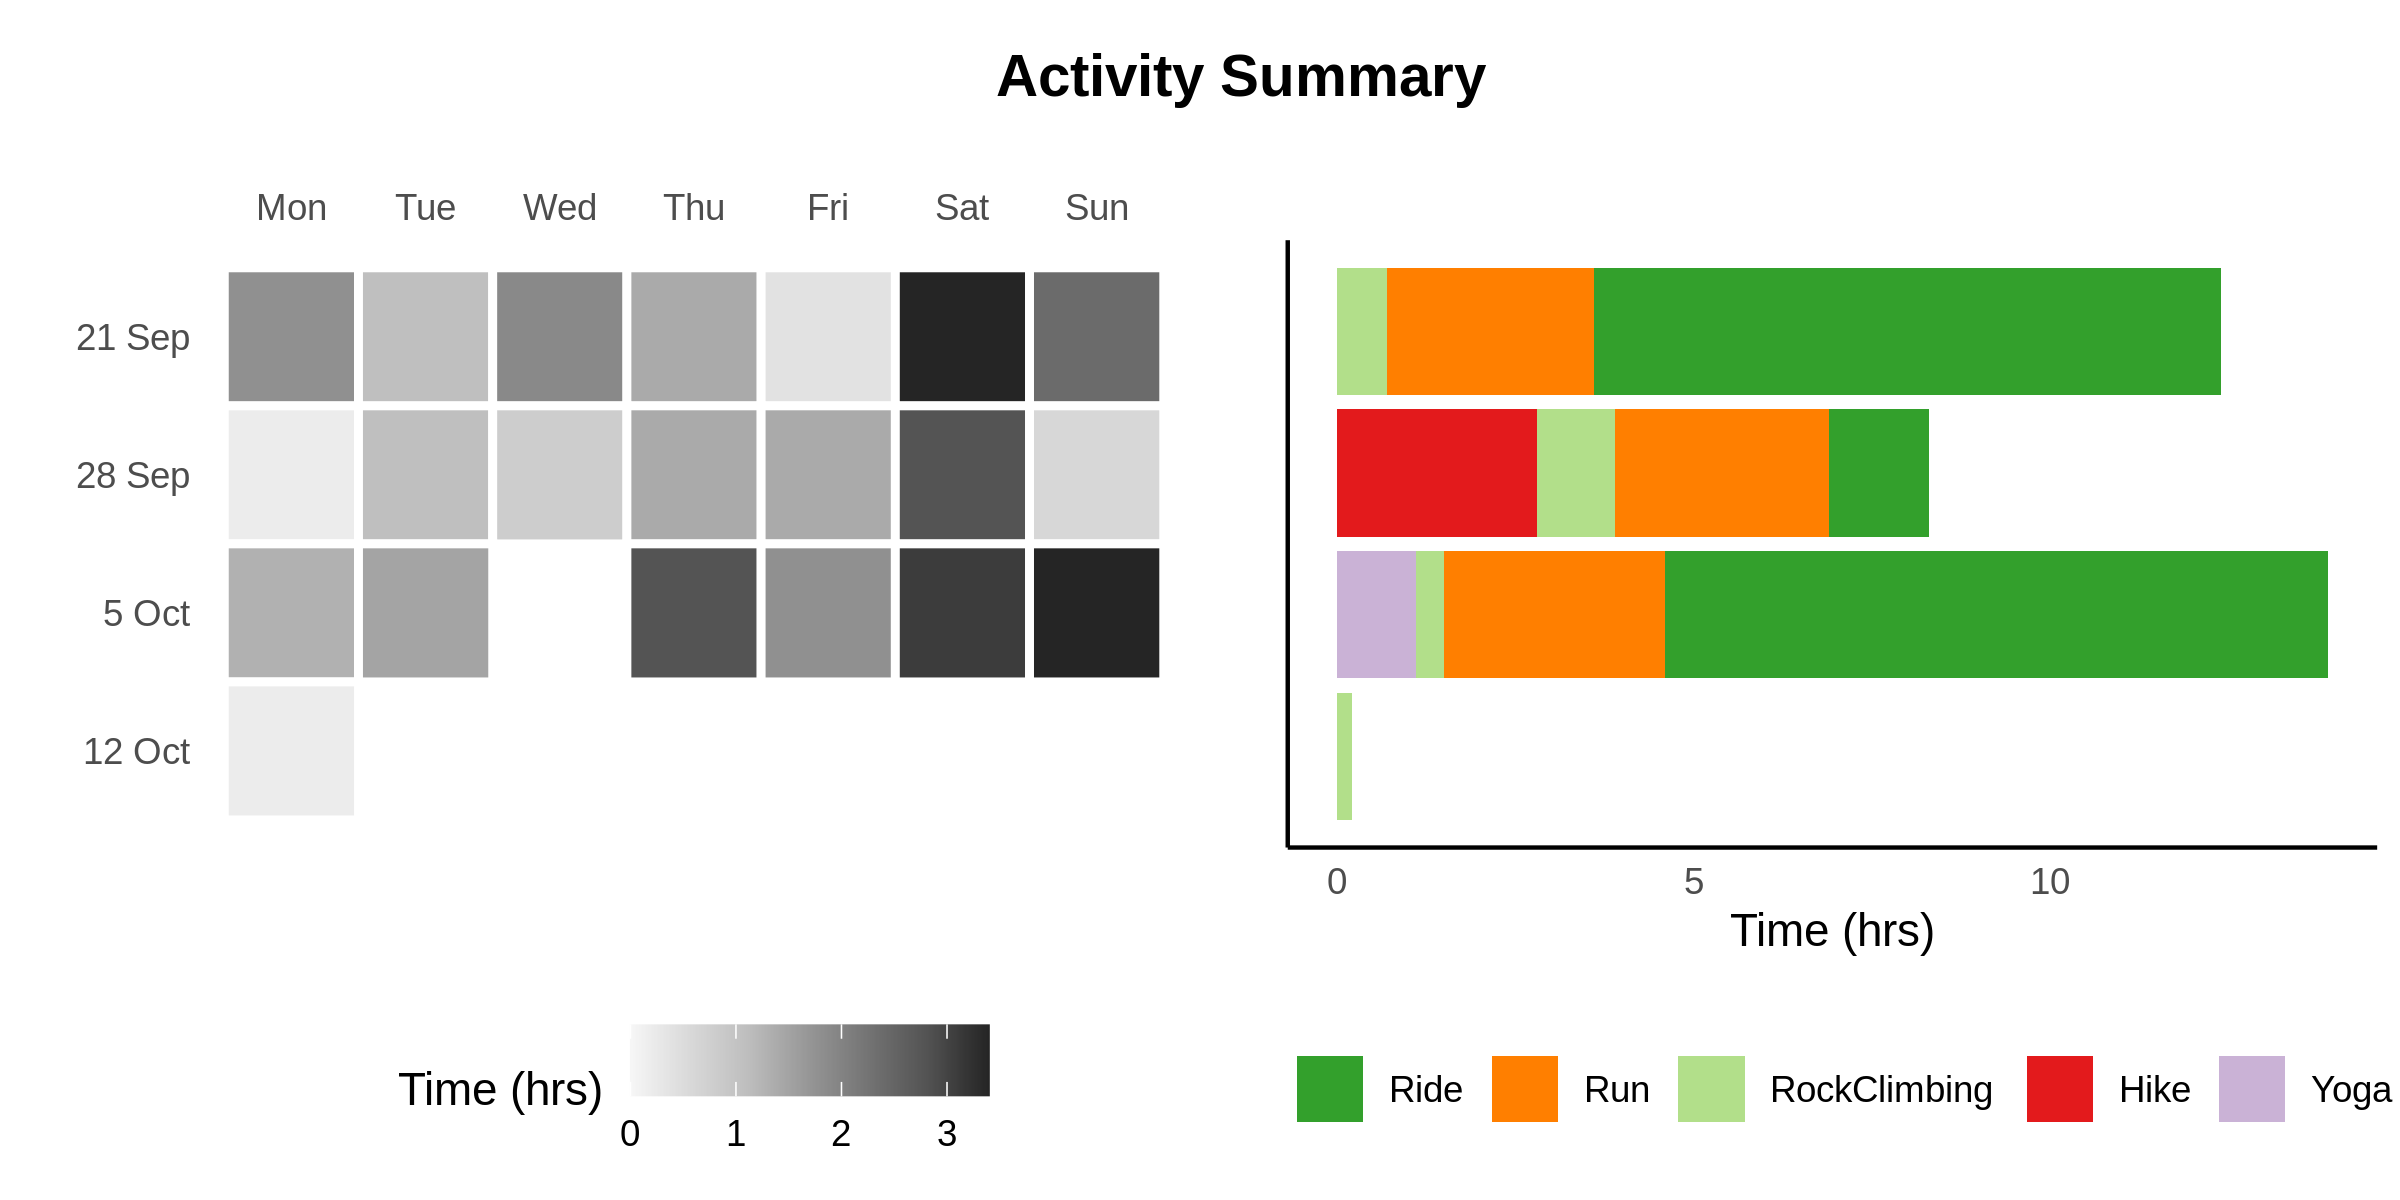 Activity Summary
Mon Tue Wed Thu Fri Sat Sun
21 Sep
28 Sep
5 Oct
12 Oct
0 5 10
Time (hrs)
Time (hrs)
0 1 2 3
Ride Run RockClimbing Hike Yoga